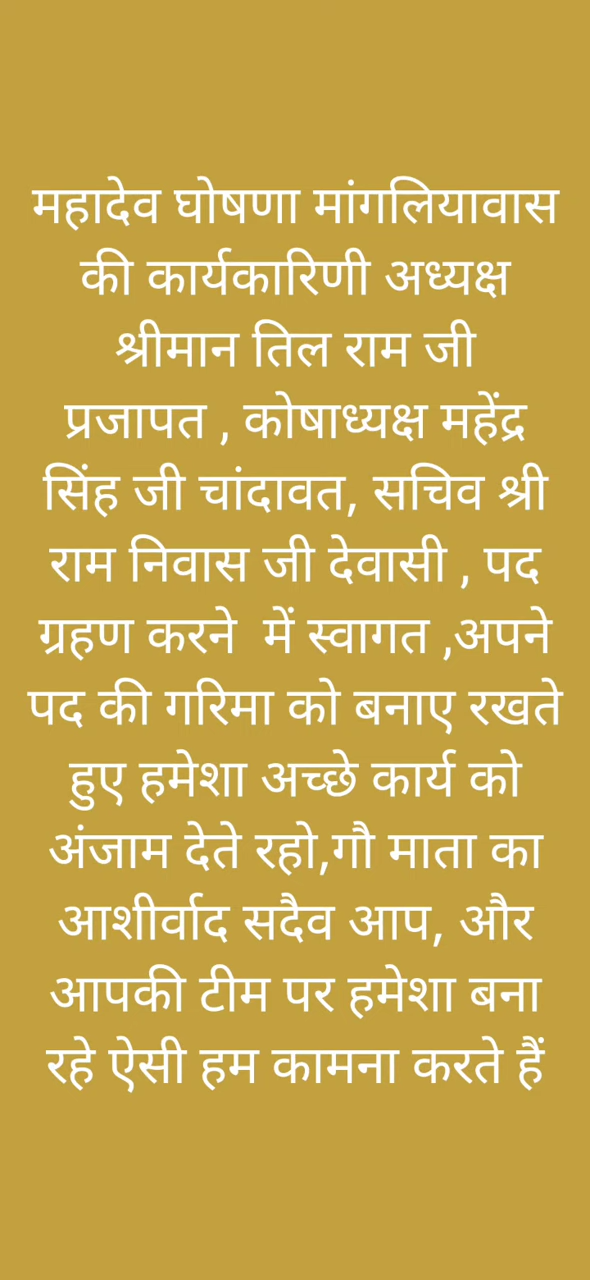 महादेव घोषणा मांगलियावास
की कार्यकारिणी अध्यक्ष
श्रीमान तिल राम जी
प्रजापत , कोषाध्यक्ष महेंद्र
सिंह जी चांदावत, सचिव श्री
राम निवास जी देवासी , पद
ग्रहण करने  में स्वागत ,अपने
पद की गरिमा को बनाए रखते
हुए हमेशा अच्छे कार्य को
अंजाम देते रहो,गौ माता का
आशीर्वाद सदैव आप, और
आपकी टीम पर हमेशा बना
रहे ऐसी हम कामना करते हैं